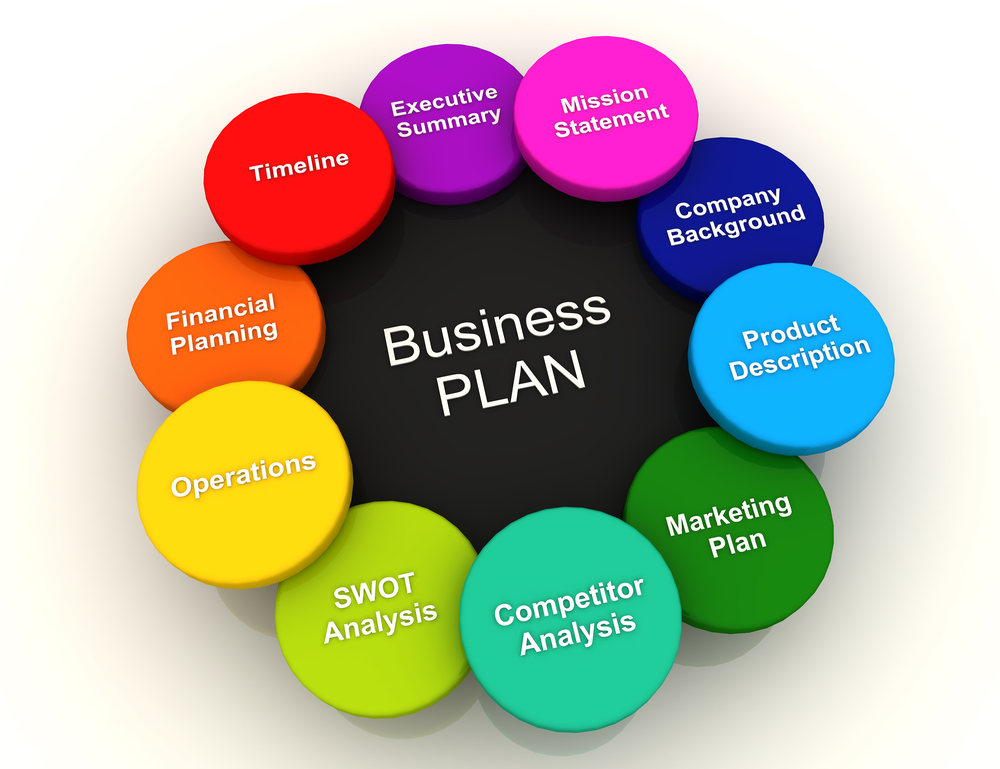 Business
PLAN
Executive
Summary
Mission
Statement
Company
Background
Product
Description
Marketing
Plan
Competitor
Analysis
SWOT
Analysis
Operations
Financial
Planning
Timeline